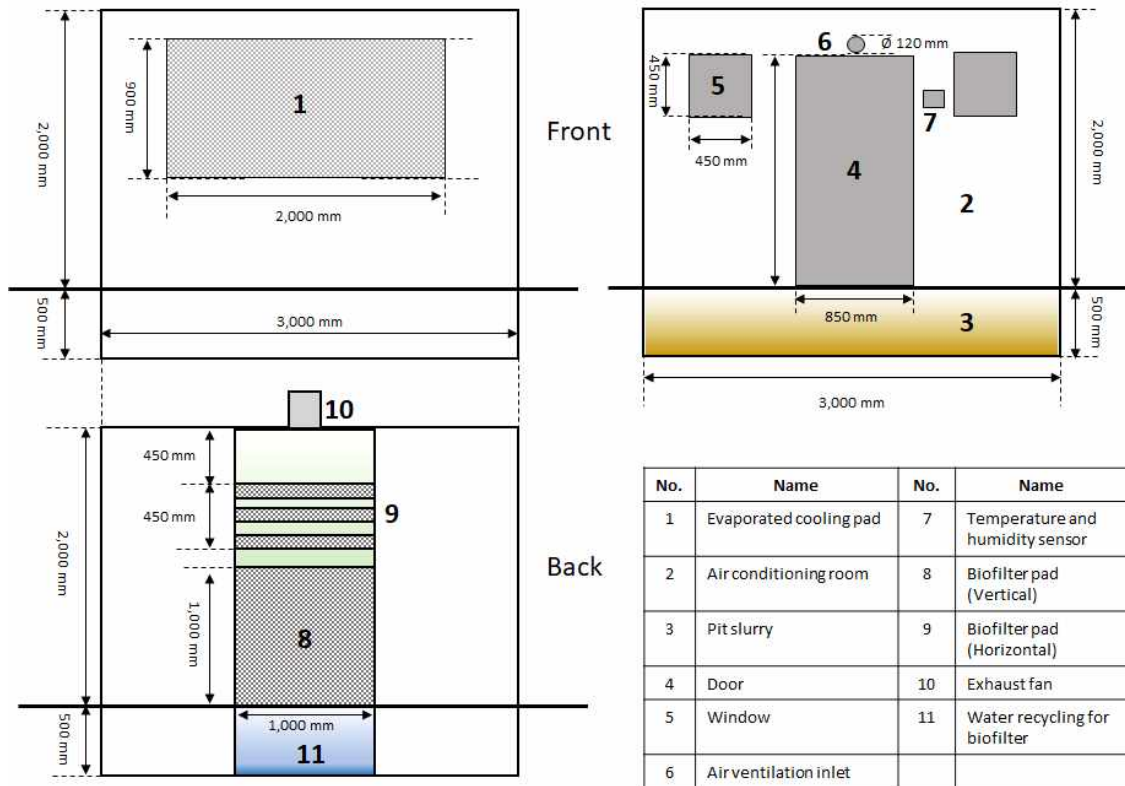 2,000 mm
900 mm
1
2,000 mm
500 mm
3,000 mm
Front
6
Ø 120 mm
450 mm
5
450 mm
7
4
2
2,000 mm
850 mm
3
500 mm
3,000 mm
10
450 mm
450 mm
9
2,000 mm
Back
1,000 mm
8
500 mm
1,000 mm
11
No. Name No. Name
1 Evaporated cooling pad 7 Temperature and
humidity sensor
2 Air conditioning room 8 Biofilter pad
(Vertical)
3 Pit slurry 9 Biofilter pad
(Horizontal)
4 Door 10 Exhaust fan
5 Window 11 Water recycling for
biofilter
6 Air ventilation inlet